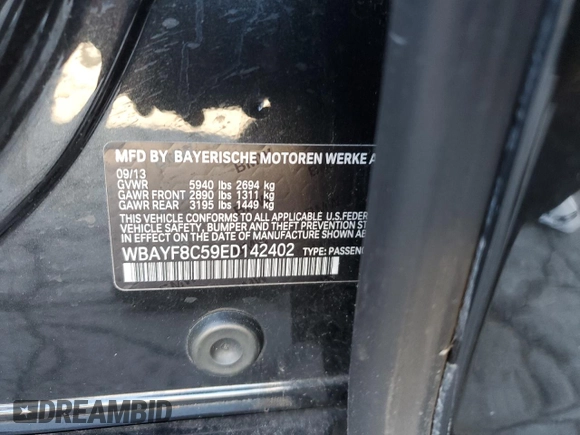 MFD BY BAYERISCHE MOTOREN WERKE A
09/13
GVWR 5940 lbs 2694 kg
GAWR FRONT 2890 lbs 1311 kg
GAWR REAR 3195 lbs 1449 kg
THIS VEHICLE CONFORMS TO ALL APPLICABLE U.S.FEDER
VEHICLE SAFETY, BUMPER AND THEFT PREVENTION ST
IN EFFECT ON THE DATE OF MANUFACTURE SHOWN ABOV
WBAYF8C59ED142402 TYPE: PASSEN
DREAMBID